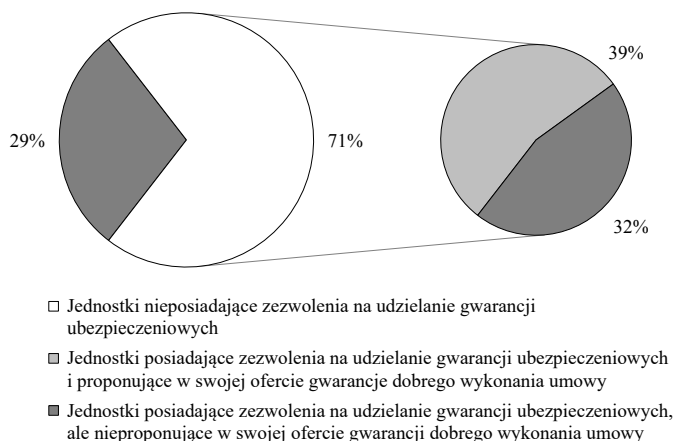 39%
29%
71%
32%
Jednostki nieposiadające zezwolenia na udzielanie gwarancji
ubezpieczeniowych
Jednostki posiadające zezwolenia na udzielanie gwarancji ubezpieczeniowych
i proponujące w swojej ofercie gwarancje dobrego wykonania umowy
Jednostki posiadające zezwolenia na udzielanie gwarancji ubezpieczeniowych,
ale nieproponujące w swojej ofercie gwarancji dobrego wykonania umowy